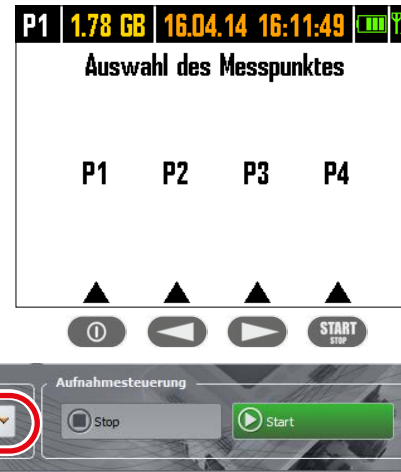 P1 1.78 GB 16.04.14 16:11:49
Auswahl des Messpunktes
P1 P2 P3 P4
START
STOP
Aufnahmesteuerung
Stop Start